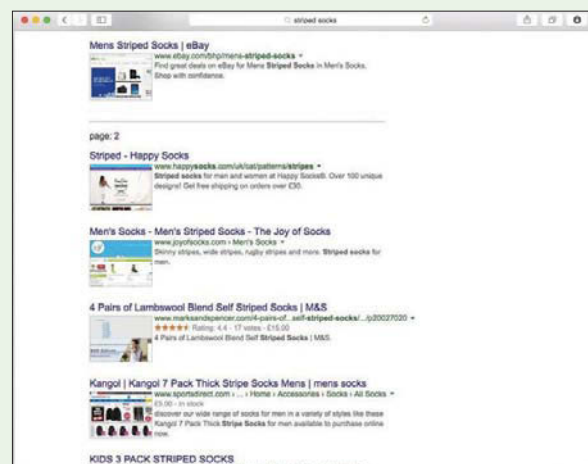 striped socks
Mens Striped Socks | eBay
www.ebay.com/bhp/mens-striped-socks
Find great deals on eBay for Mens Striped Socks in Men's Socks.
Shop with confidence.
page: 2
Striped - Happy Socks
www.happysocks.com/uk/cat/patterns/stripes
Striped socks for men and women at Happy Socks®. Over 100 unique
designs! Get free shipping on orders over £30.
Men's Socks - Men's Striped Socks - The Joy of Socks
www.joyofsocks.com › Men's Socks
Skinny stripes, wide stripes, rugby stripes and more. Striped socks for
men.
4 Pairs of Lambswool Blend Self Striped Socks | M&S
www.marksandspencer.com/4-pairs-of...self-striped-socks/.../p20027020
Rating: 4.4 - 17 votes - £15.00
4 Pairs of Lambswool Blend Self Striped Socks | M&S.
Kangol | Kangol 7 Pack Thick Stripe Socks Mens | mens socks
www.sportsdirect.com › ... › Home › Accessories › Socks › All Socks
£5.00 - In stock
discover our wide range of socks for men in a variety of styles like these
Kangol 7 Pack Thick Stripe Socks for men available to purchase online
now.
KIDS 3 PACK STRIPED SOCKS